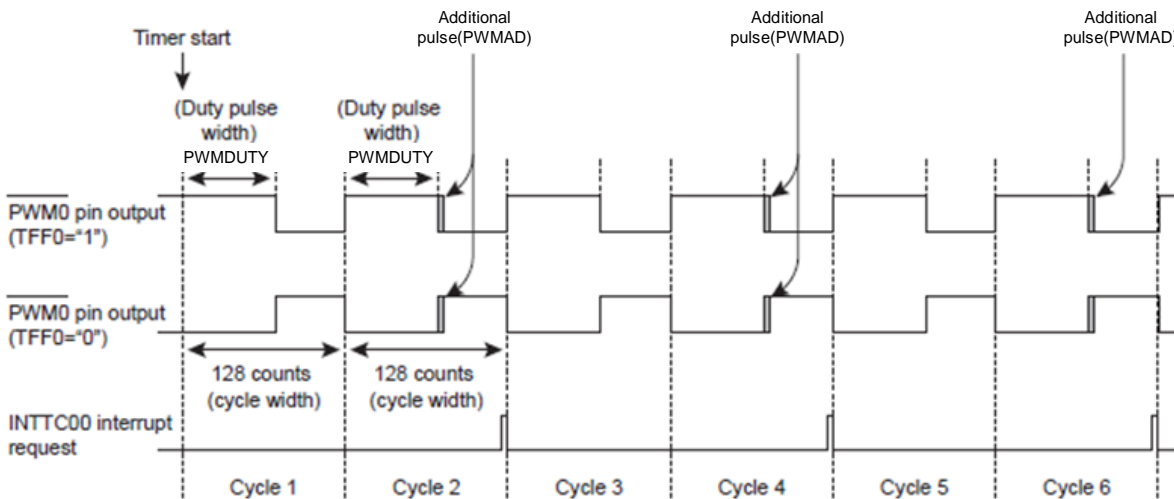 Additional
pulse(PWMAD)
Additional
pulse(PWMAD)
Additional
pulse(PWMAD)
Timer start
(Duty pulse
width)
PWMDUTY
(Duty pulse
width)
PWMDUTY
PWM0 pin output
(TFF0="1")
PWM0 pin output
(TFF0="0")
128 counts
(cycle width)
128 counts
(cycle width)
INTTC00 interrupt
request
Cycle 1
Cycle 2
Cycle 3
Cycle 4
Cycle 5
Cycle 6